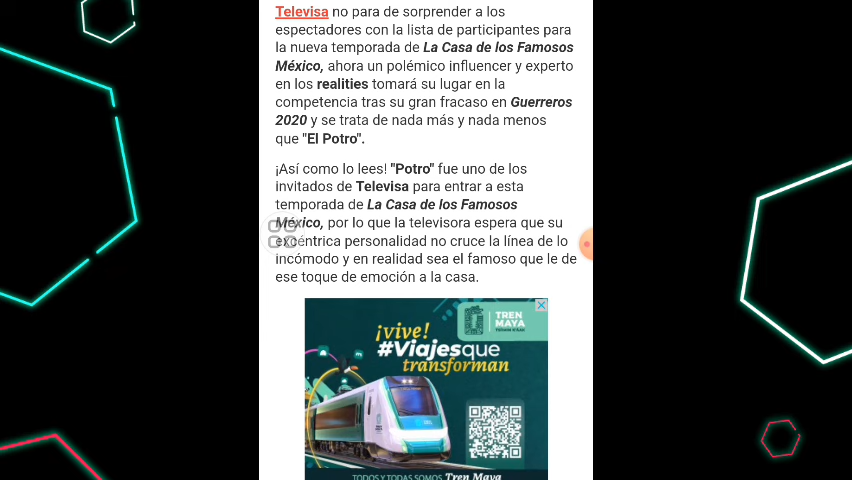 Televisa no para de sorprender a los
espectadores con la lista de participantes para
la nueva temporada de La Casa de los Famosos
México, ahora un polémico influencer y experto
en los realities tomará su lugar en la
competencia tras su gran fracaso en Guerreros
2020 y se trata de nada más y nada menos
que "El Potro".
¡Así como lo lees! "Potro" fue uno de los
invitados de Televisa para entrar a esta
temporada de La Casa de los Famosos
México, por lo que la televisora espera que su
excéntrica personalidad no cruce la línea de lo
incómodo y en realidad sea el famoso que le de
ese toque de emoción a la casa.
TREN
MAYA
¡vive!
#Viajesque
transforman
TODOS Y TODAS SOMOS Tren Maya